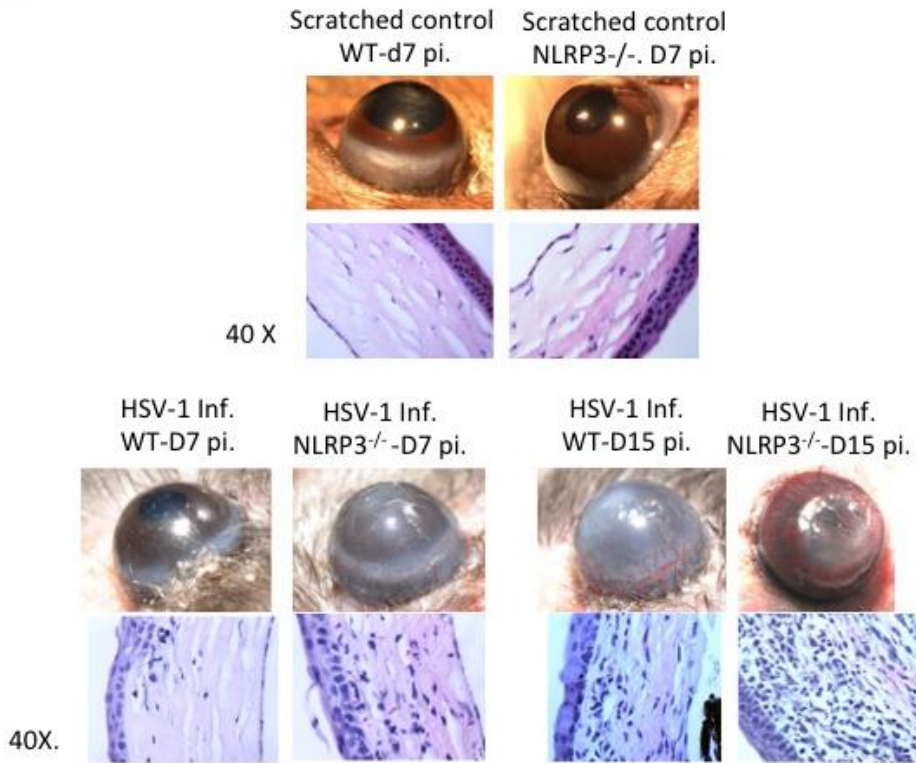 Scratched control
WT-d7 pi.
Scratched control
NLRP3-/-. D7 pi.
40 X
HSV-1 Inf.
WT-D7 pi.
HSV-1 Inf.
NLRP3-/--D7 pi.
HSV-1 Inf.
WT-D15 pi.
HSV-1 Inf.
NLRP3-/--D15 pi.
40X.